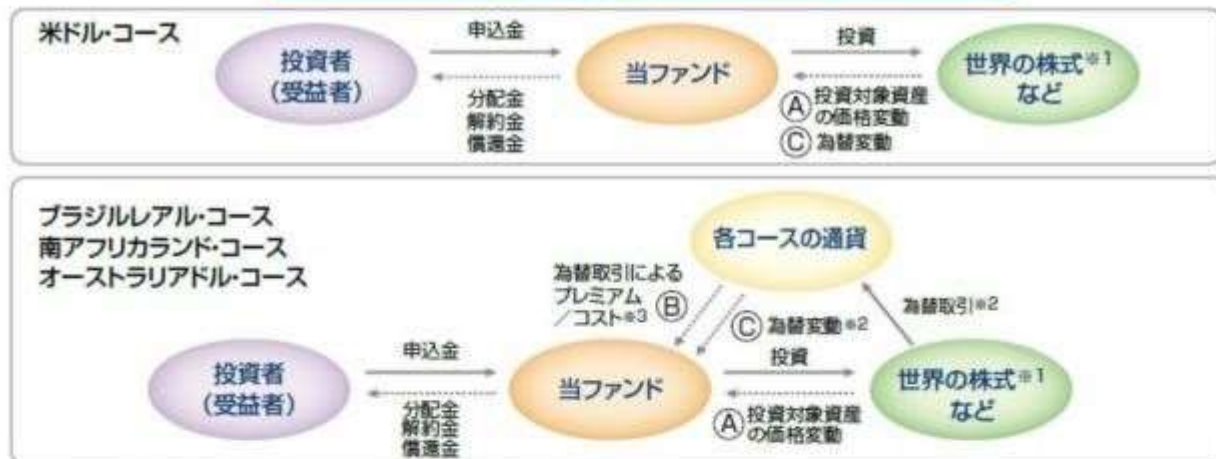 米ドル・コース
投資者
(受益者)
申込金
分配金
解約金
償還金
当ファンド
投資
Ⓐ 投資対象資産
の価格変動
Ⓒ 為替変動
世界の株式※1
など
ブラジルレアル・コース
南アフリカランド・コース
オーストラリアドル・コース
各コースの通貨
為替取引による
プレミアム
/コスト※3
Ⓑ
Ⓒ 為替変動※2
為替取引※2
投資者
(受益者)
申込金
分配金
解約金
償還金
当ファンド
投資
Ⓐ 投資対象資産
の価格変動
世界の株式※1
など